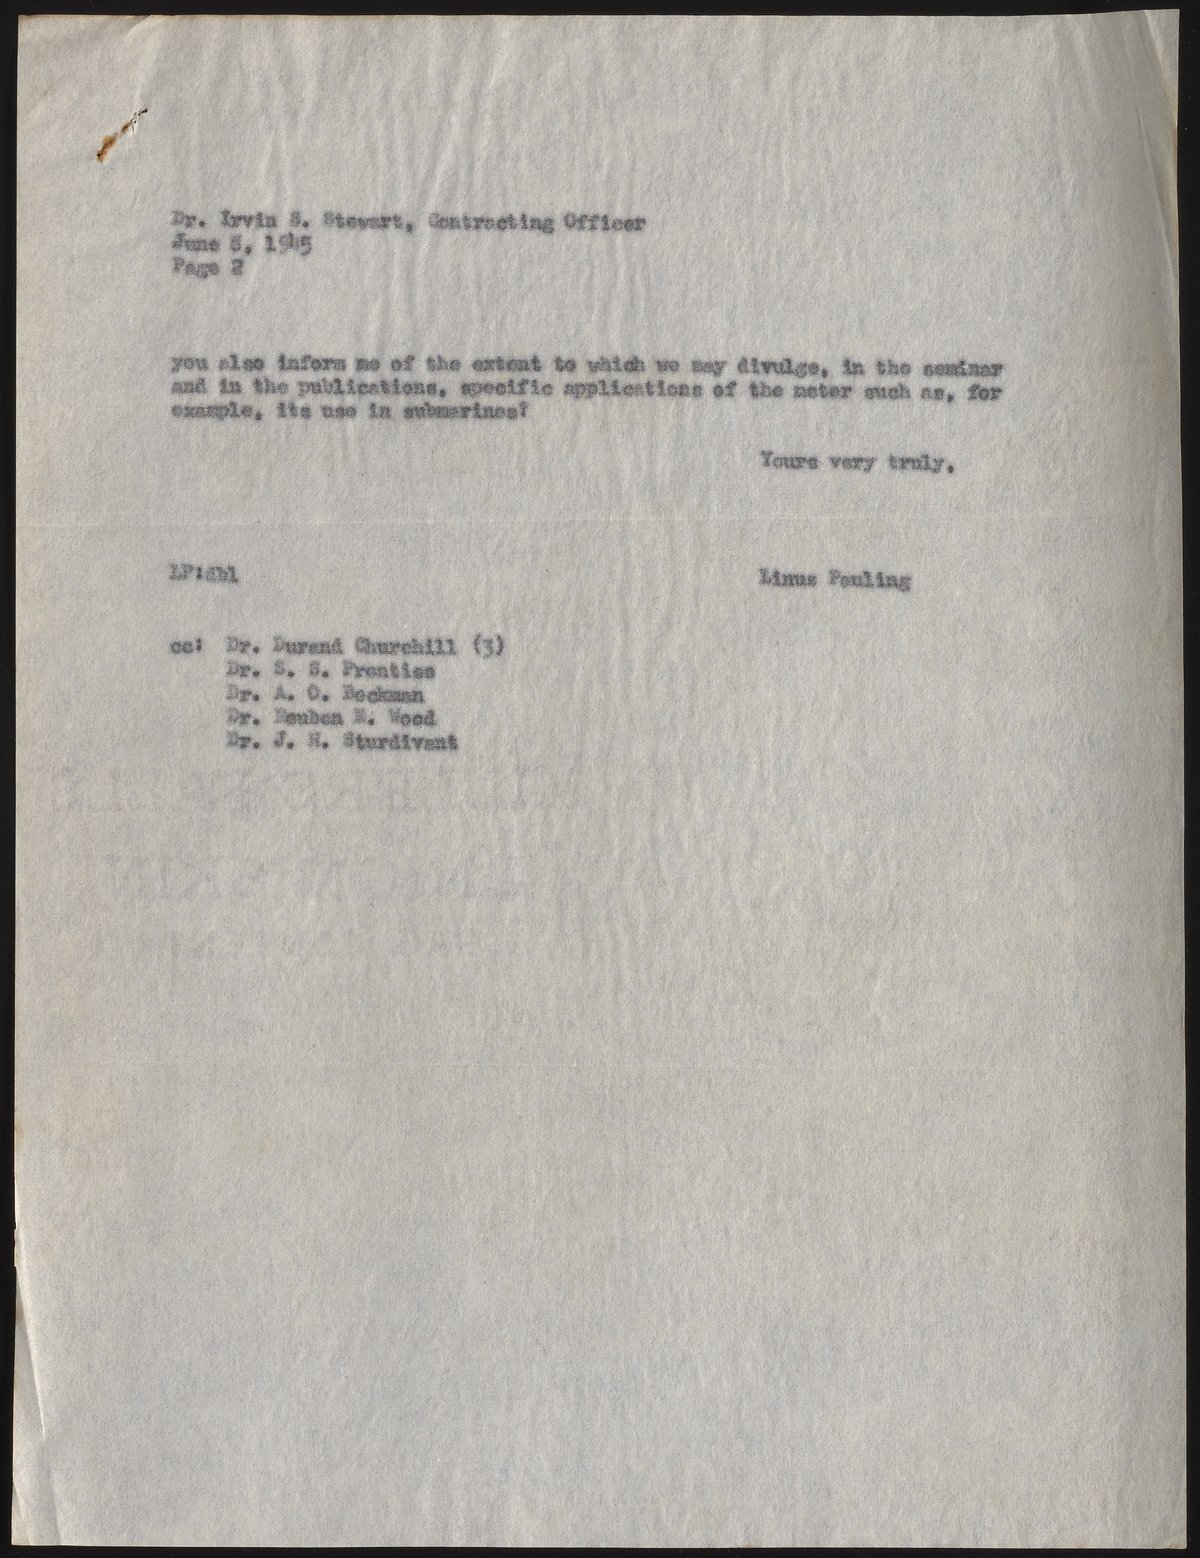 Dr. Irvin S. Stewart, Contracting Officer
June 5, 1945
Page 2
you also inform me of the extent to which we may divulge, in the seminar
and in the publications, specific applications of the meter such as, for
example, its use in submarines?
Yours very truly,
LP:dbl
Linus Pauling
cc: Dr. Durand Churchill (3)
Dr. S. S. Prentiss
Dr. A. O. Beckman
Dr. Reuben E. Wood
Dr. J. H. Sturdivant